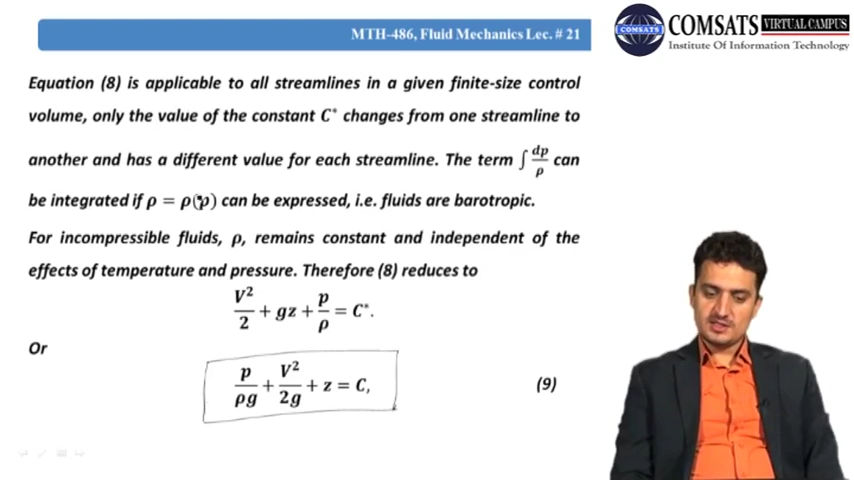 MTH-486, Fluid Mechanics Lec. # 21
COMSATS VIRTUAL CAMPUS
COMSATS
Institute Of Information Technology
Equation (8) is applicable to all streamlines in a given finite-size control
volume, only the value of the constant C* changes from one streamline to
another and has a different value for each streamline. The term ∫ dp/ρ can
be integrated if ρ = ρ(p) can be expressed, i.e. fluids are barotropic.
For incompressible fluids, ρ, remains constant and independent of the
effects of temperature and pressure. Therefore (8) reduces to
V²/2 + gz + p/ρ = C*.
Or
p/ρg + V²/2g + z = C, (9)